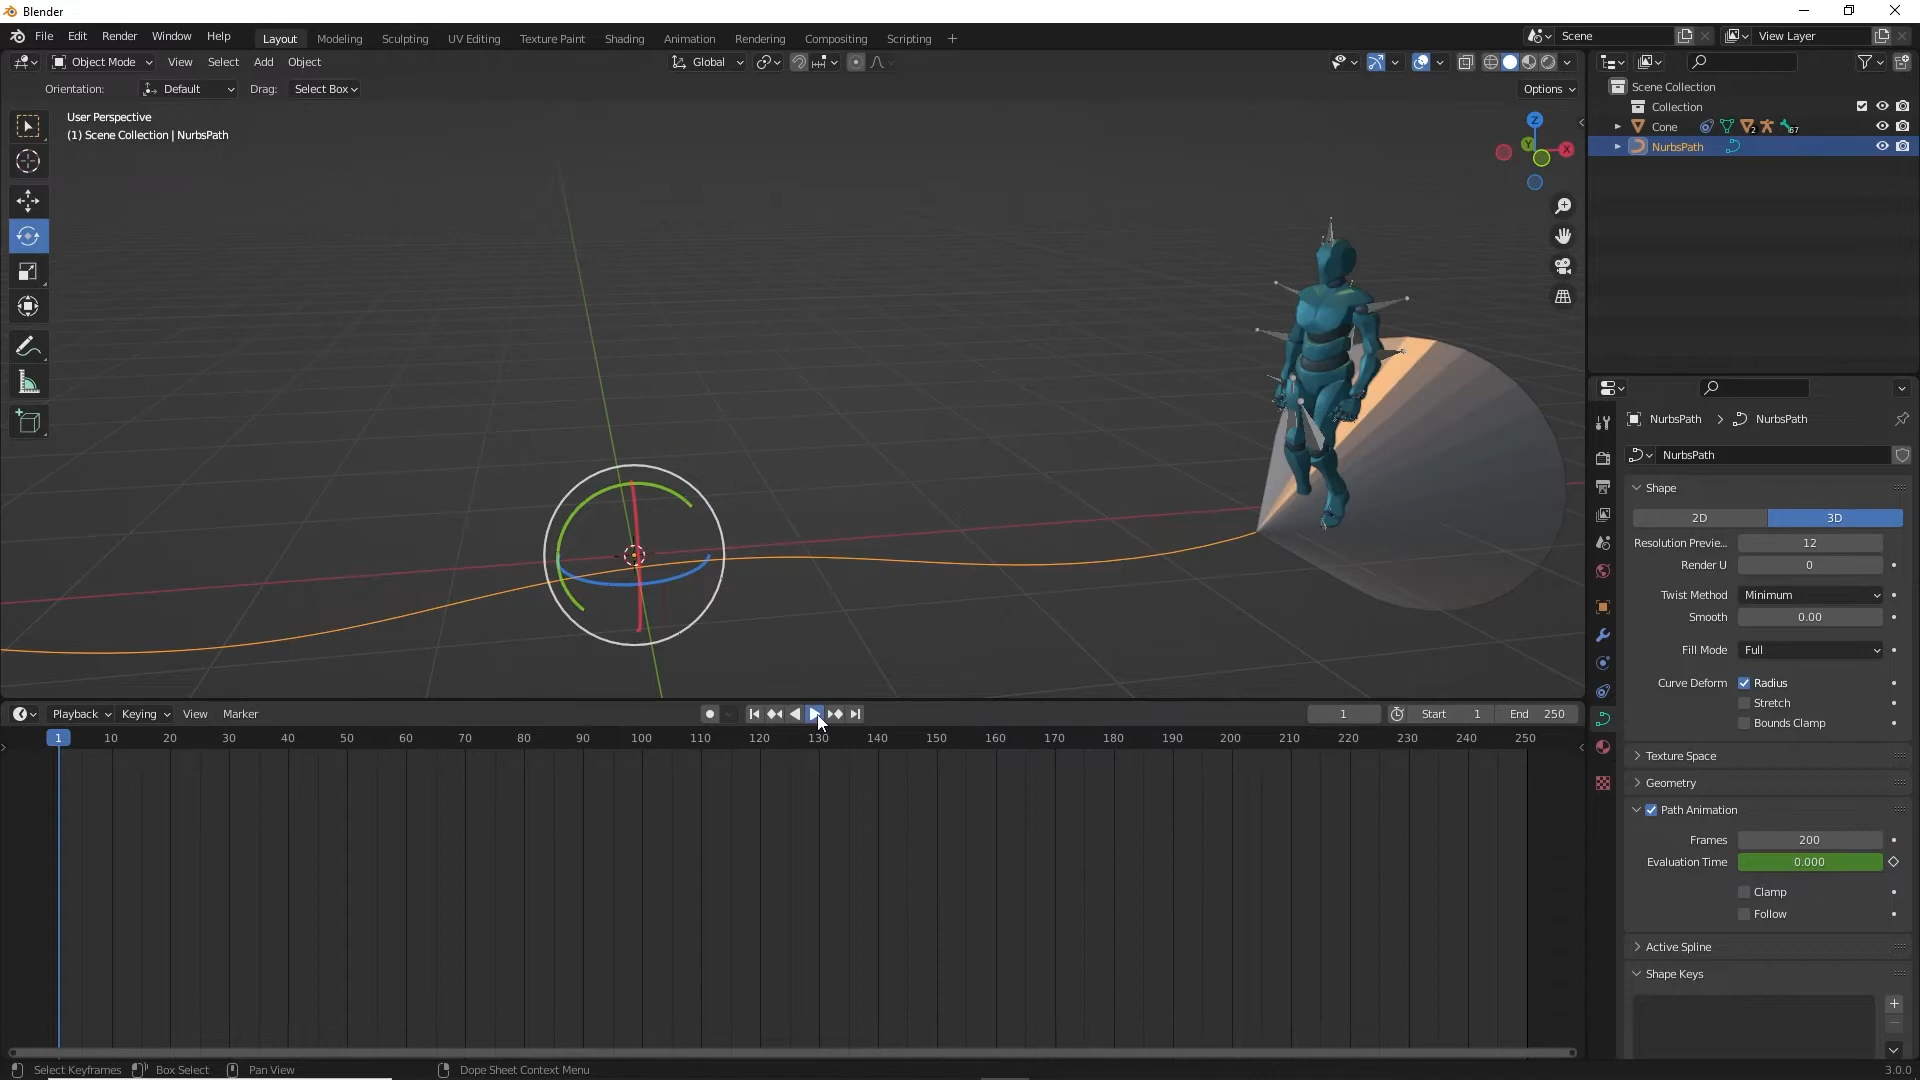 Blender
File Edit Render Window Help Layout Modeling Sculpting UV Editing Texture Paint Shading Animation Rendering Compositing Scripting + Scene View Layer
Object Mode View Select Add Object Global
Orientation: Default Drag: Select Box Options
User Perspective
(1) Scene Collection | NurbsPath
Z
Y
X
Scene Collection
Collection
Cone 2 67
NurbsPath
NurbsPath > NurbsPath
NurbsPath
Shape
2D 3D
Resolution Previe... 12
Render U 0
Twist Method Minimum
Smooth 0.00
Fill Mode Full
Curve Deform Radius
Stretch
Bounds Clamp
Texture Space
Geometry
Path Animation
Frames 200
Evaluation Time 0.000
Clamp
Follow
Active Spline
Shape Keys
Playback Keying View Marker 1 Start 1 End 250
1 10 20 30 40 50 60 70 80 90 100 110 120 130 140 150 160 170 180 190 200 210 220 230 240 250
Select Keyframes Box Select Pan View Dope Sheet Context Menu 3.0.0